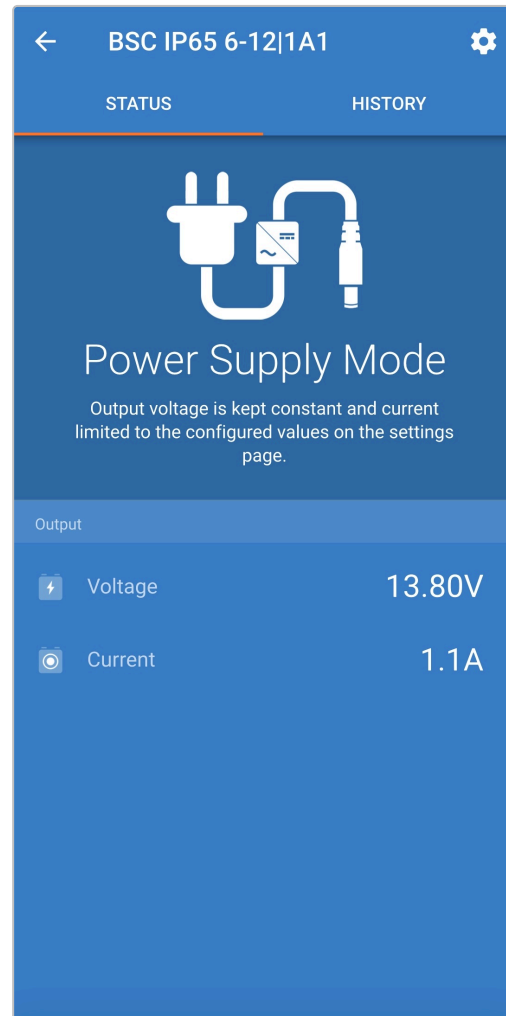 BSC IP65 6-12|1A1
STATUS
HISTORY
Power Supply Mode
Output voltage is kept constant and current
limited to the configured values on the settings
page.
Output
Voltage
13.80V
Current
1.1A